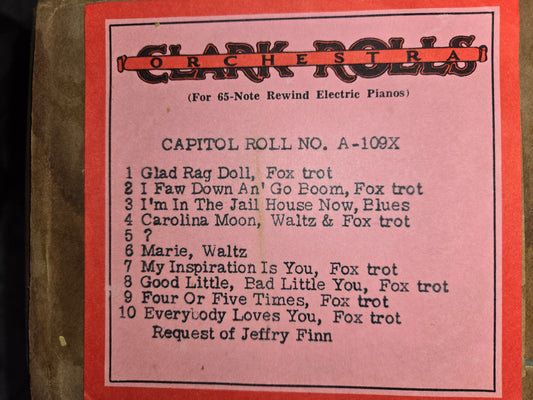 CLARK ROLLS
ORCHESTRA
(For 65-Note Rewind Electric Pianos)
CAPITOL ROLL NO. A-109X
1 Glad Rag Doll, Fox trot
2 I Faw Down An' Go Boom, Fox trot
3 I'm In The Jail House Now, Blues
4 Carolina Moon, Waltz & Fox trot
5 ?
6 Marie, Waltz
7 My Inspiration Is You, Fox trot
8 Good Little, Bad Little You, Fox trot
9 Four Or Five Times, Fox trot
10 Everybody Loves You, Fox trot
Request of Jeffry Finn